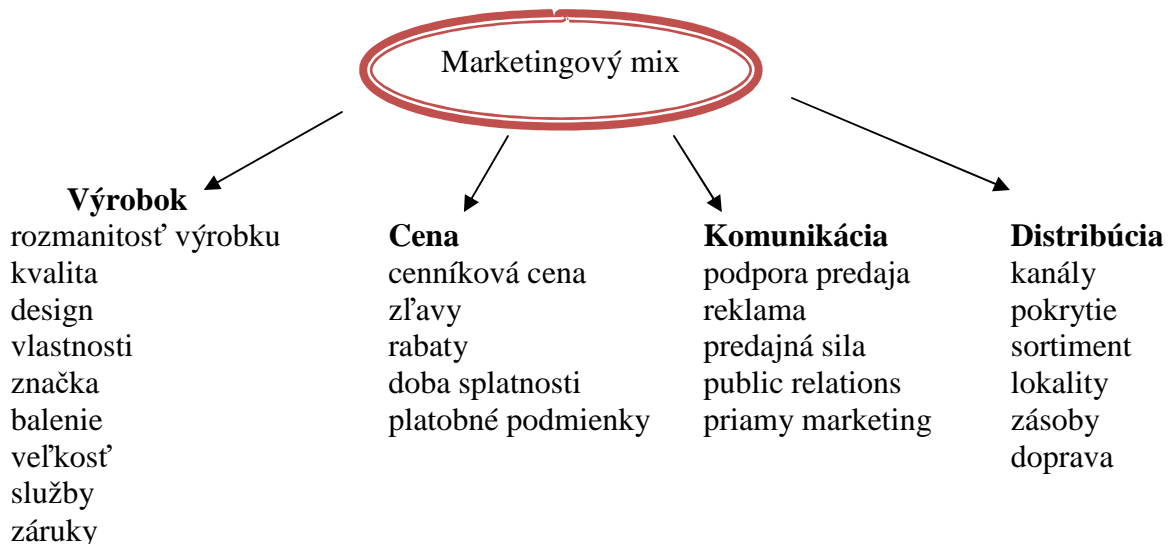 Marketingový mix
Výrobok
rozmanitosť výrobku
kvalita
design
vlastnosti
značka
balenie
veľkosť
služby
záruky
Cena
cenníková cena
zľavy
rabaty
doba splatnosti
platobné podmienky
Komunikácia
podpora predaja
reklama
predajná sila
public relations
priamy marketing
Distribúcia
kanály
pokrytie
sortiment
lokality
zásoby
doprava